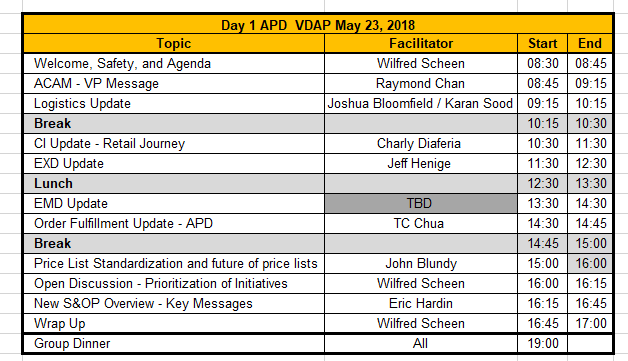 Day 1 APD VDAP May 23, 2018
Topic Facilitator Start End
Welcome, Safety, and Agenda Wilfred Scheen 08:30 08:45
ACAM - VP Message Raymond Chan 08:45 09:15
Logistics Update Joshua Bloomfield / Karan Sood 09:15 10:15
Break 10:15 10:30
CI Update - Retail Journey Charly Diaferia 10:30 11:30
EXD Update Jeff Henige 11:30 12:30
Lunch 12:30 13:30
EMD Update TBD 13:30 14:30
Order Fulfillment Update - APD TC Chua 14:30 14:45
Break 14:45 15:00
Price List Standardization and future of price lists John Blundy 15:00 16:00
Open Discussion - Prioritization of Initiatives Wilfred Scheen 16:00 16:15
New S&OP Overview - Key Messages Eric Hardin 16:15 16:45
Wrap Up Wilfred Scheen 16:45 17:00
Group Dinner All 19:00